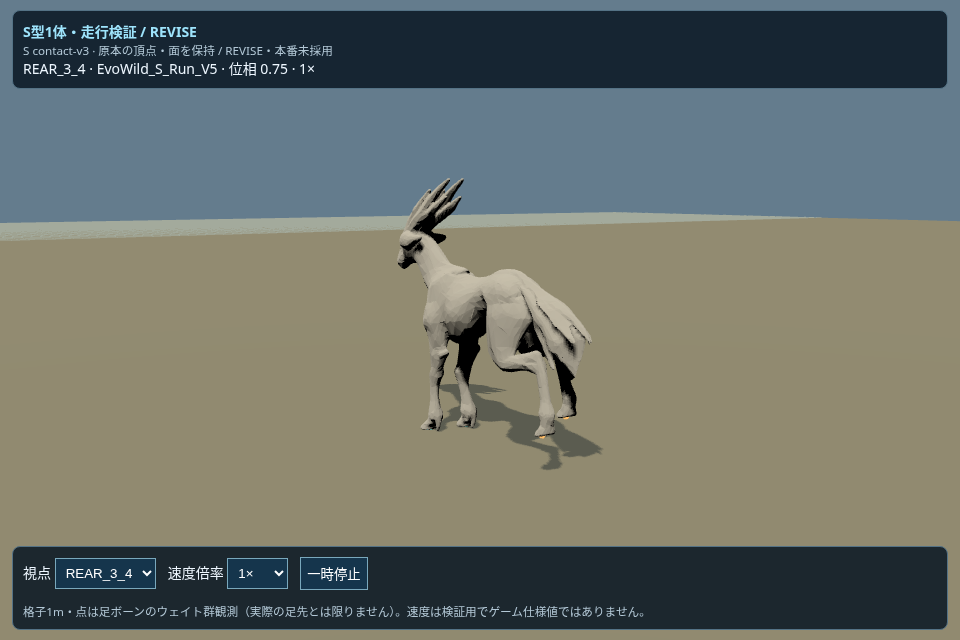 S型1体・走行検証 / REVISE
S contact-v3 · 原本の頂点・面を保持 / REVISE・本番未採用
REAR_3_4 · EvoWild_S_Run_V5 · 位相 0.75 · 1×
視点 REAR_3_4 速度倍率 1× 一時停止
格子1m・点は足ボーンのウェイト群観測（実際の足先とは限りません）。速度は検証用でゲーム仕様値ではありません。